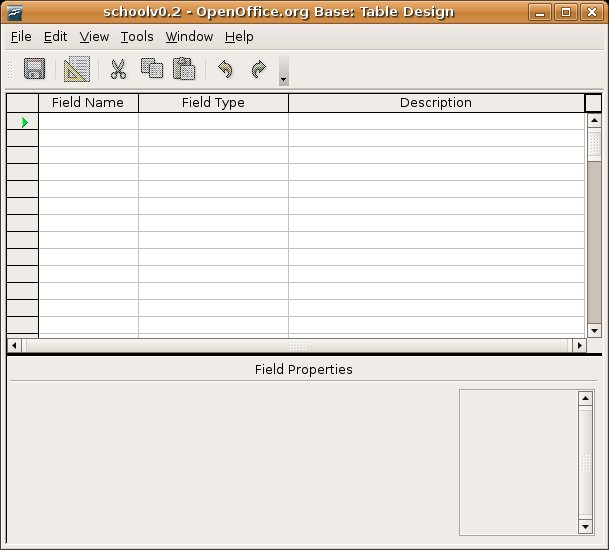 schoolv0.2 - OpenOffice.org Base: Table Design
File Edit View Tools Window Help
Field Name Field Type Description
Field Properties